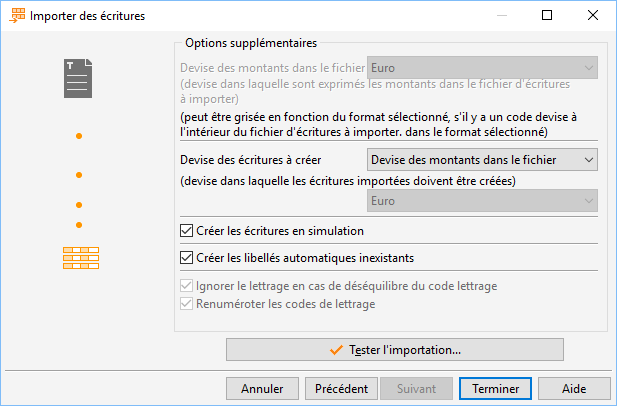 Importer des écritures
T
Options supplémentaires
Devise des montants dans le fichier Euro
(devise dans laquelle sont exprimés les montants dans le fichier d'écritures
à importer)
(peut être grisée en fonction du format sélectionné, s'il y a un code devise à
l'intérieur du fichier d'écritures à importer. dans le format sélectionné)
Devise des écritures à créer Devise des montants dans le fichier
(devise dans laquelle les écritures importées doivent être créées)
Euro
Créer les écritures en simulation
Créer les libellés automatiques inexistants
Ignorer le lettrage en cas de déséquilibre du code lettrage
Renuméroter les codes de lettrage
Tester l'importation...
Annuler Précédent Suivant Terminer Aide